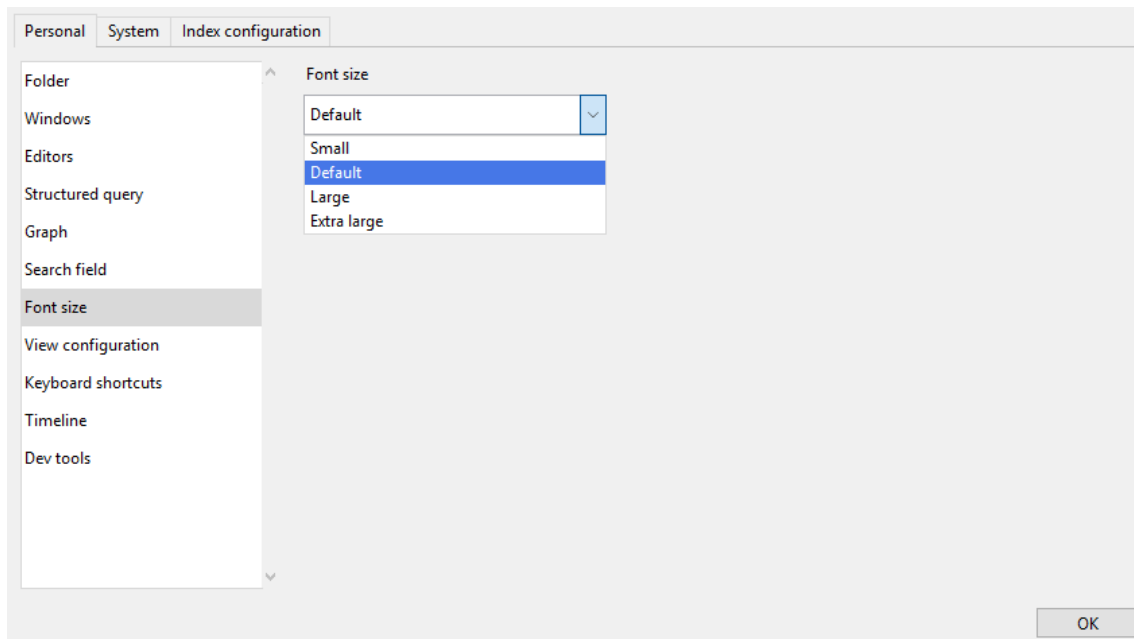 Personal System Index configuration
Folder
Windows
Editors
Structured query
Graph
Search field
Font size
View configuration
Keyboard shortcuts
Timeline
Dev tools
Font size
Default
Small
Default
Large
Extra large
OK